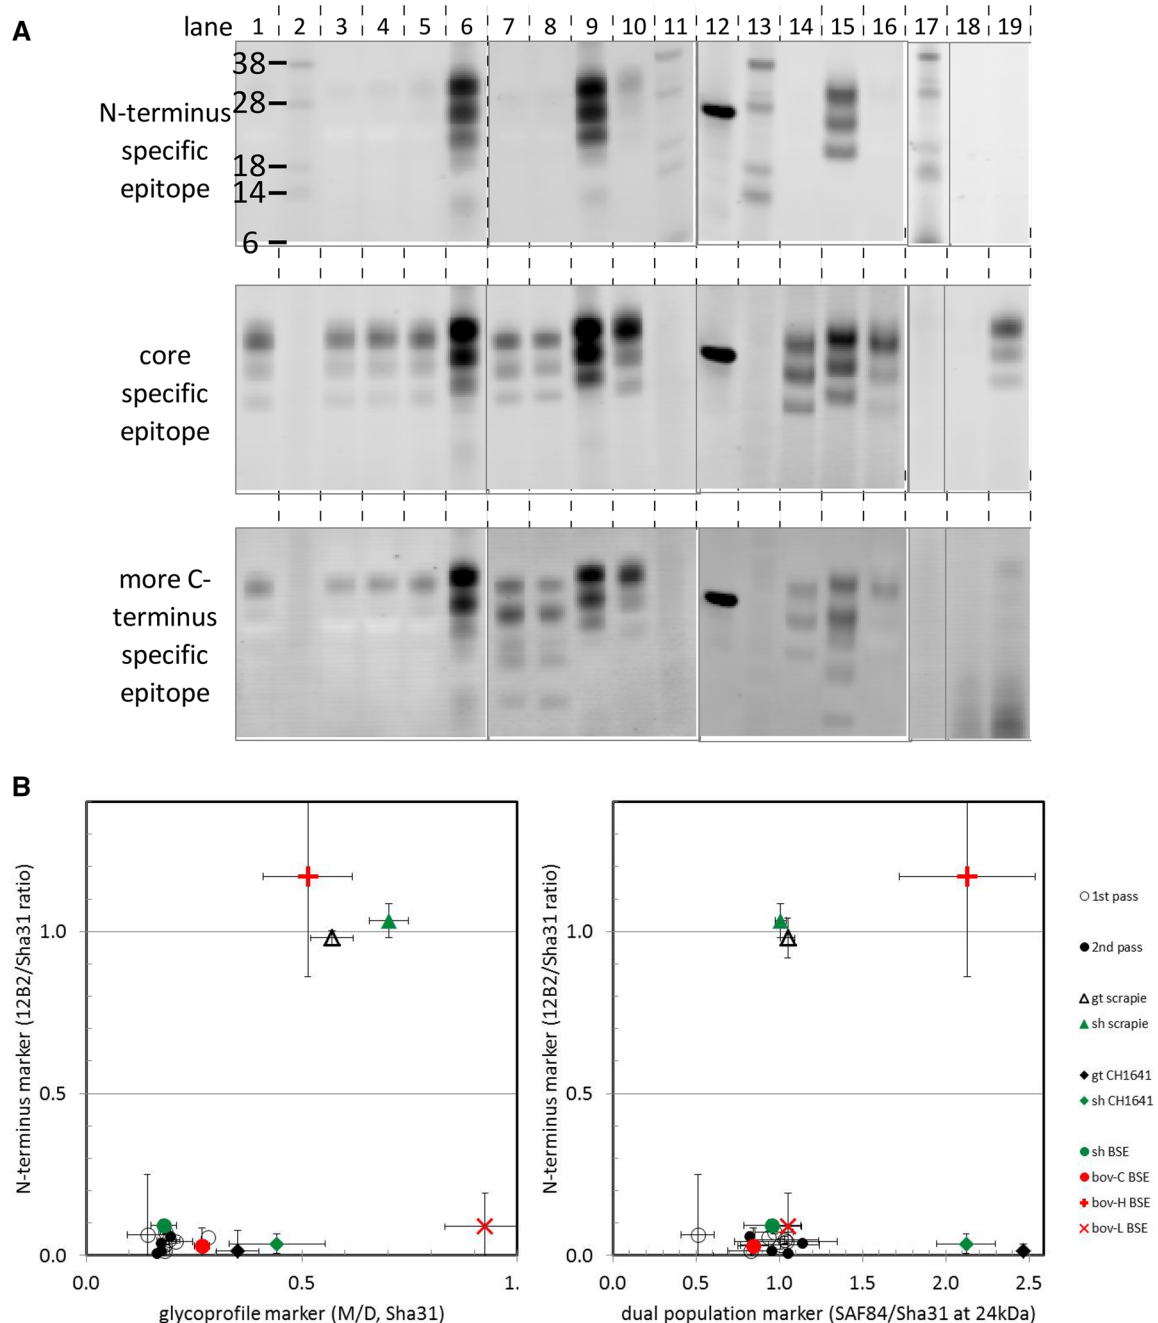 A
lane 1 2 3 4 5 6 7 8 9 10 11 12 13 14 15 16 17 18 19
38
28
18
14
6
N-terminus
specific
epitope
core
specific
epitope
more C-
terminus
specific
epitope
B
N-terminus marker (12B2/Sha31 ratio)
1.0
0.5
0.0
0.0 0.5 1.
glycoprofile marker (M/D, Sha31)
N-terminus marker (12B2/Sha31 ratio)
1.0
0.5
0.0
0.0 0.5 1.0 1.5 2.0 2.5
dual population marker (SAF84/Sha31 at 24kDa)
1st pass
2nd pass
gt scrapie
sh scrapie
gt CH1641
sh CH1641
sh BSE
bov-C BSE
bov-H BSE
bov-L BSE